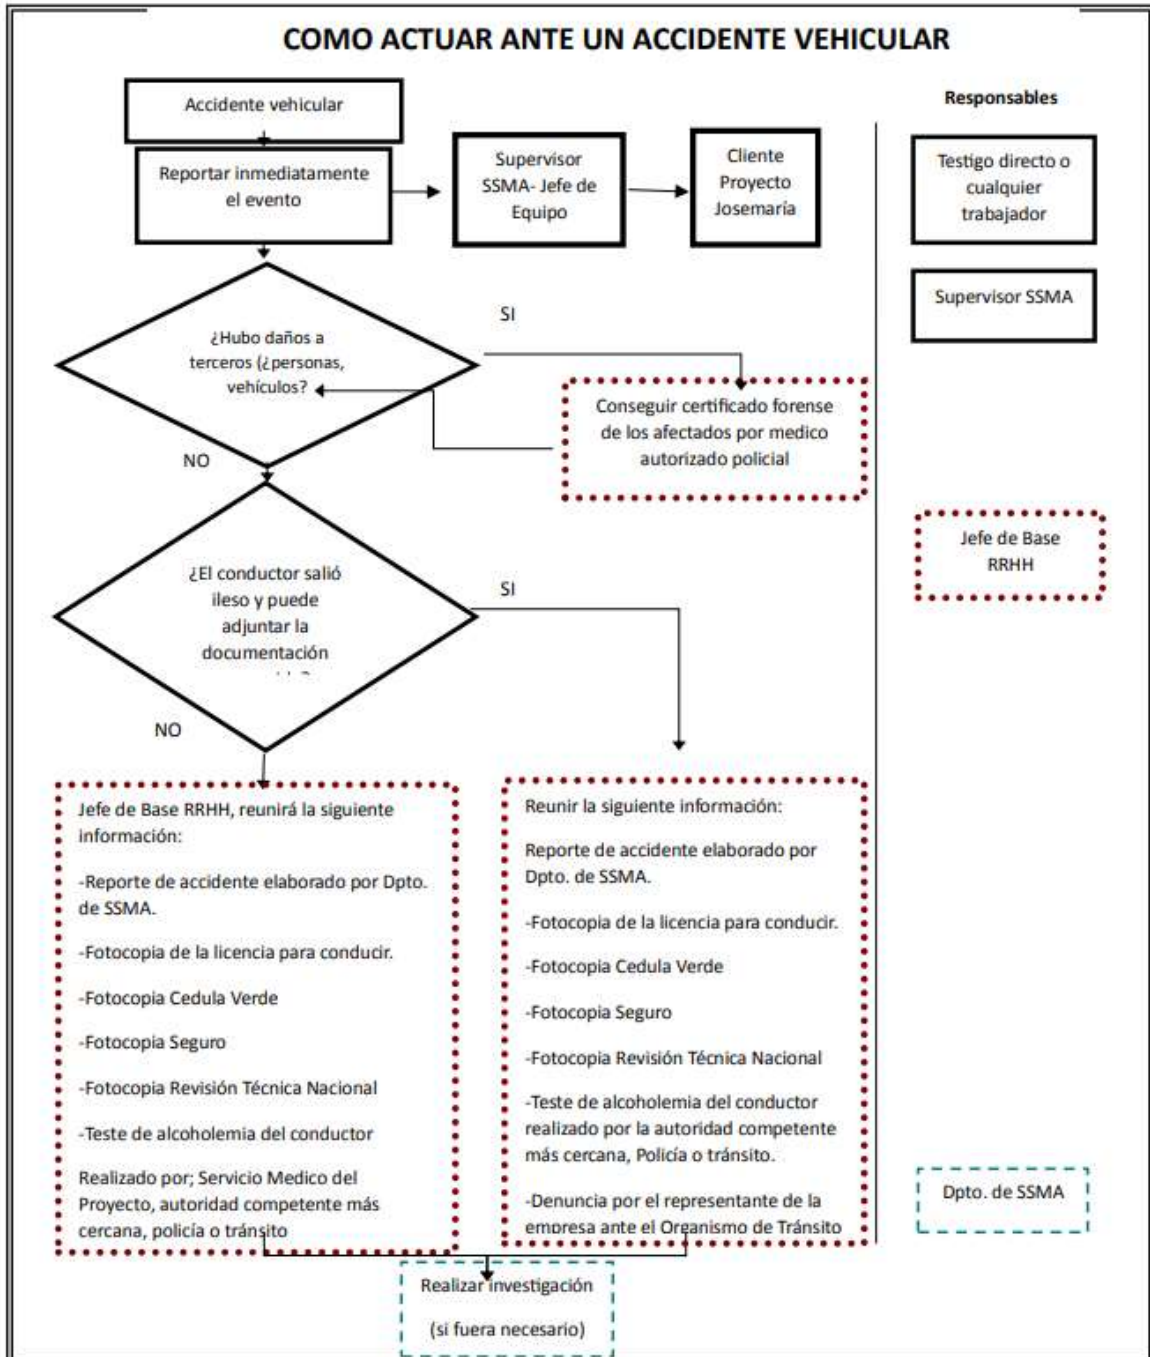 COMO ACTUAR ANTE UN ACCIDENTE VEHICULAR
Accidente vehicular
Reportar inmediatamente
el evento
Supervisor
SSMA- Jefe de
Equipo
Cliente
Proyecto
Josemaría
Responsables
Testigo directo o
cualquier
trabajador
Supervisor SSMA
¿Hubo daños a
terceros (¿personas,
vehículos?
SI
Conseguir certificado forense
de los afectados por medico
autorizado policial
NO
Jefe de Base
RRHH
¿El conductor salió
ileso y puede
adjuntar la
documentación
SI
NO
Jefe de Base RRHH, reunirá la siguiente
información:
-Reporte de accidente elaborado por Dpto.
de SSMA.
-Fotocopia de la licencia para conducir.
-Fotocopia Cedula Verde
-Fotocopia Seguro
-Fotocopia Revisión Técnica Nacional
-Teste de alcoholemia del conductor
Realizado por; Servicio Medico del
Proyecto, autoridad competente más
cercana, policía o tránsito
Reunir la siguiente información:
Reporte de accidente elaborado por
Dpto. de SSMA.
-Fotocopia de la licencia para conducir.
-Fotocopia Cedula Verde
-Fotocopia Seguro
-Fotocopia Revisión Técnica Nacional
-Teste de alcoholemia del conductor
realizado por la autoridad competente
más cercana, Policía o tránsito.
-Denuncia por el representante de la
empresa ante el Organismo de Tránsito
Dpto. de SSMA
Realizar investigación
(si fuera necesario)